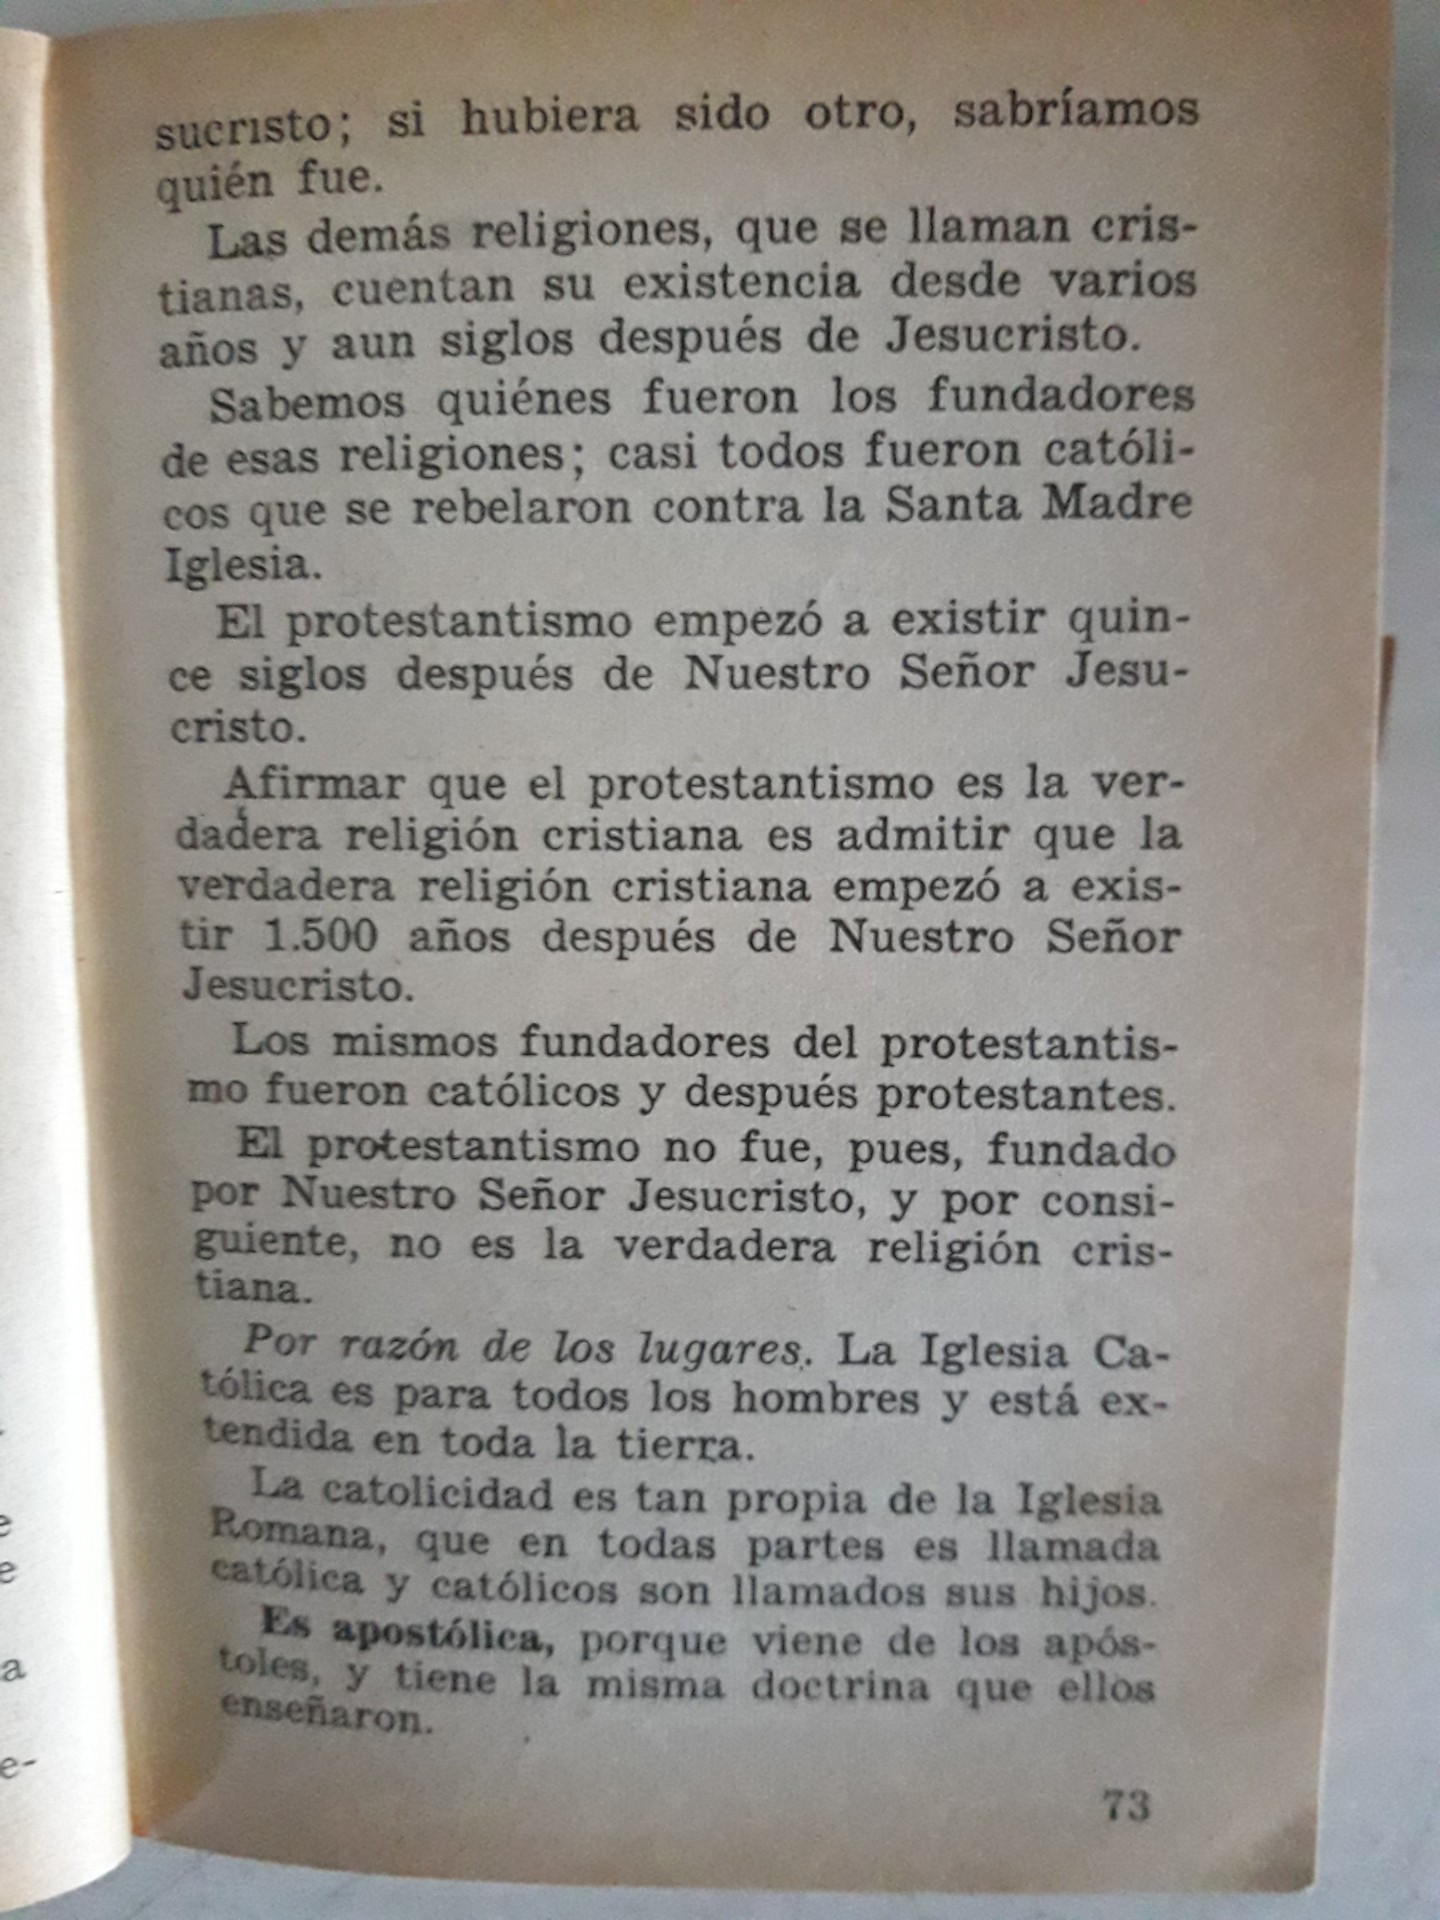 sucristo; si hubiera sido otro, sabríamos
quién fue.
Las demás religiones, que se llaman cris-
tianas, cuentan su existencia desde varios
años y aun siglos después de Jesucristo.
Sabemos quiénes fueron los fundadores
de esas religiones; casi todos fueron católi-
cos que se rebelaron contra la Santa Madre
Iglesia.
El protestantismo empezó a existir quin-
ce siglos después de Nuestro Señor Jesu-
cristo.
Afirmar que el protestantismo es la ver-
dadera religión cristiana es admitir que la
verdadera religión cristiana empezó a exis-
tir 1.500 años después de Nuestro Señor
Jesucristo.
Los mismos fundadores del protestantis-
mo fueron católicos y después protestantes.
El protestantismo no fue, pues, fundado
por Nuestro Señor Jesucristo, y por consi-
guiente, no es la verdadera religión cris-
tiana.
Por razón de los lugares. La Iglesia Ca-
tólica es para todos los hombres y está ex-
tendida en toda la tierra.
La catolicidad es tan propia de la Iglesia
Romana, que en todas partes es llamada
católica y católicos son llamados sus hijos.
Es apostólica, porque viene de los após-
toles, y tiene la misma doctrina que ellos
enseñaron.
73